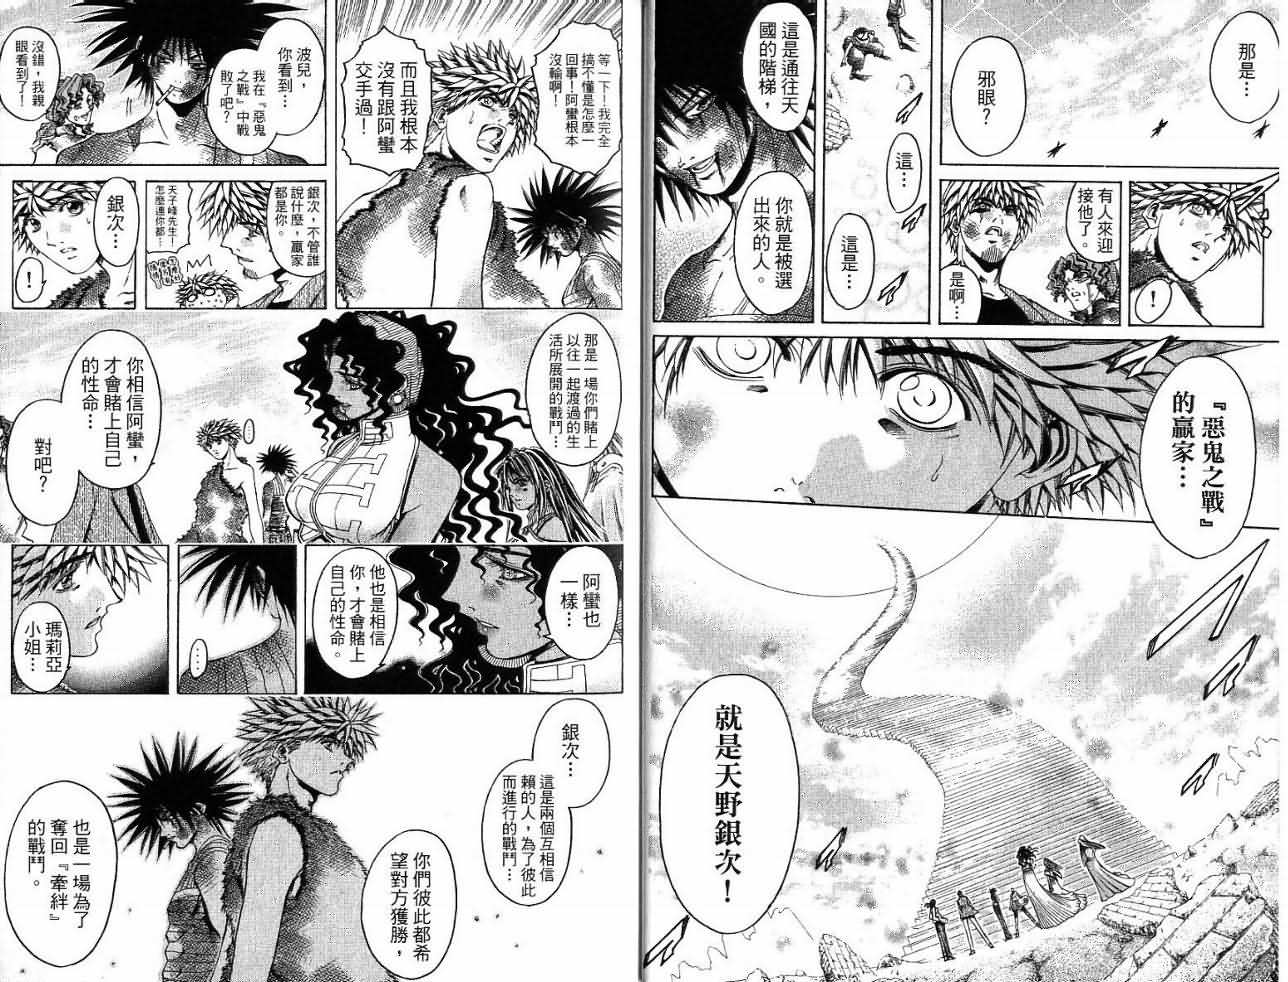 那是…
邪眼？
有人來迎
接他了。
！
是啊…
這…
這是…
這是通往天
國的階梯，
你就是被選
出來的人。
『惡鬼之戰』
的贏家…
就是天野銀次！
等一下！我完全
搞不懂是怎麼一
回事！阿蠻根本
沒輸啊！
而且我根本
沒有跟阿蠻
交手過！
波兒，
你看到…
我在『惡鬼
之戰』中戰
敗了吧？
沒錯，我親
眼看到了！
銀次，不管誰
說什麼，贏家
都是你。
天子峰先生！
怎麼連你都…
銀次…
！
那是一場你們賭上
以往一起渡過的生
活所展開的戰鬥…
…
你相信阿蠻，
才會賭上自己
的性命…
對吧？
阿蠻也
一樣…
他也是相信
你，才會賭上
自己的性命。
…
瑪莉亞
小姐…
銀次…
這是兩個互相信
賴的人，為了彼此
而進行的戰鬥…
你們彼此都希
望對方獲勝，
也是一場為了
奪回『牽絆』
的戰鬥。